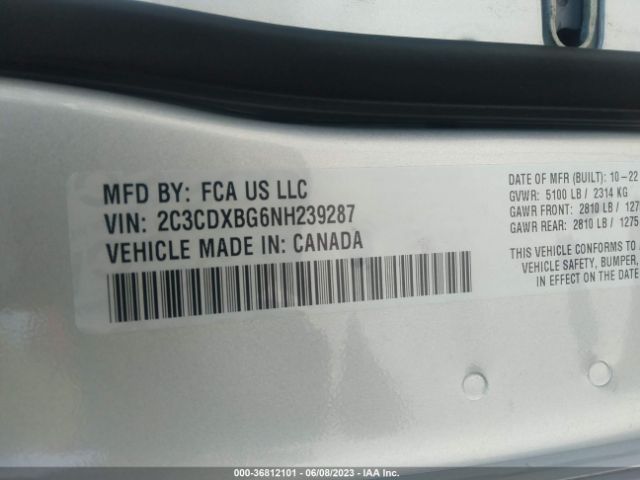 MFD BY: FCA US LLC
VIN: 2C3CDXBG6NH239287
VEHICLE MADE IN: CANADA
DATE OF MFR (BUILT): 10-22
GVWR: 5100 LB / 2314 KG
GAWR FRONT: 2810 LB /
GAWR REAR: 2810 LB / 1275
THIS VEHICLE CONFORMS TO
VEHICLE SAFETY, BUMPER,
IN EFFECT ON THE DATE
000-36812101 - 06/08/2023 - IAA Inc.